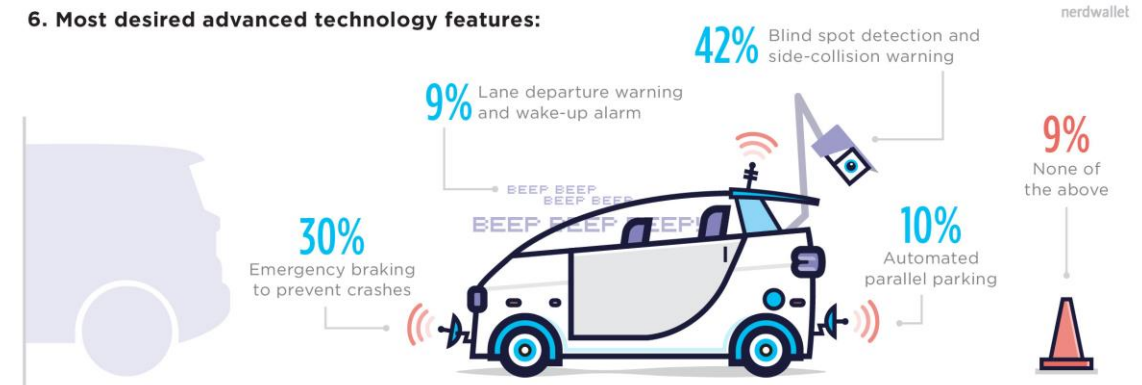 6. Most desired advanced technology features:
nerdwallet
42% Blind spot detection and
side-collision warning
9% Lane departure warning
and wake-up alarm
BEEP BEEP
BEEP BEEP
BEEP BEEP BEEP!
30%
Emergency braking
to prevent crashes
10%
Automated
parallel parking
9%
None of
the above